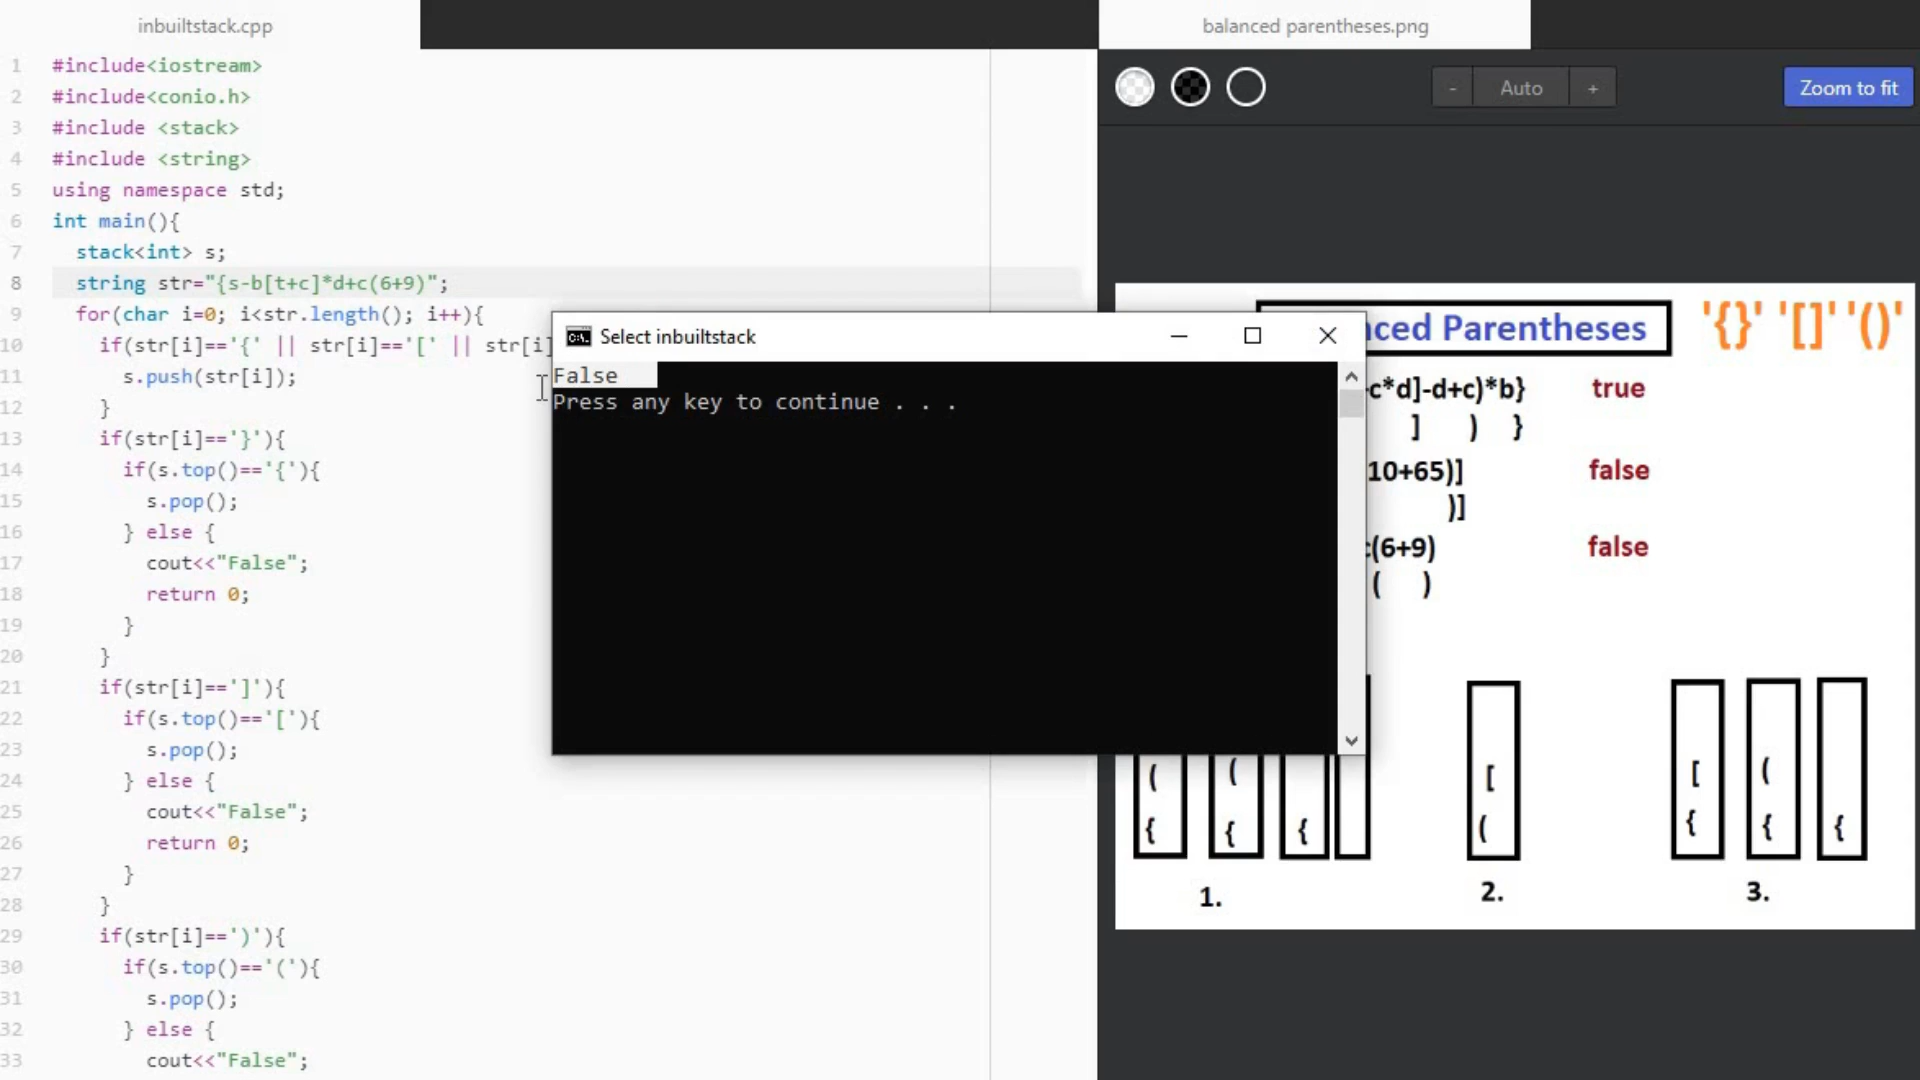 inbuiltstack.cpp
1 #include<iostream>
2 #include<conio.h>
3 #include <stack>
4 #include <string>
5 using namespace std;
6 int main(){
7 stack<int> s;
8 string str="{s-b[t+c]*d+c(6+9)";
9 for(char i=0; i<str.length(); i++){
10 if(str[i]=='{' || str[i]=='[' || str[i]
11 s.push(str[i]);
12 }
13 if(str[i]=='}'){
14 if(s.top()=='{'){
15 s.pop();
16 } else {
17 cout<<"False";
18 return 0;
19 }
20 }
21 if(str[i]==']'){
22 if(s.top()=='['){
23 s.pop();
24 } else {
25 cout<<"False";
26 return 0;
27 }
28 }
29 if(str[i]==')'){
30 if(s.top()=='('){
31 s.pop();
32 } else {
33 cout<<"False";
Select inbuiltstack
False
Press any key to continue . . .
balanced parentheses.png
- Auto +
Zoom to fit
nced Parentheses '{}' '[]' '()'
c*d]-d+c)*b} true
] ) }
10+65)] false
)]
c(6+9) false
( )
( ( [ [ (
{ { { ( { { {
1. 2. 3.